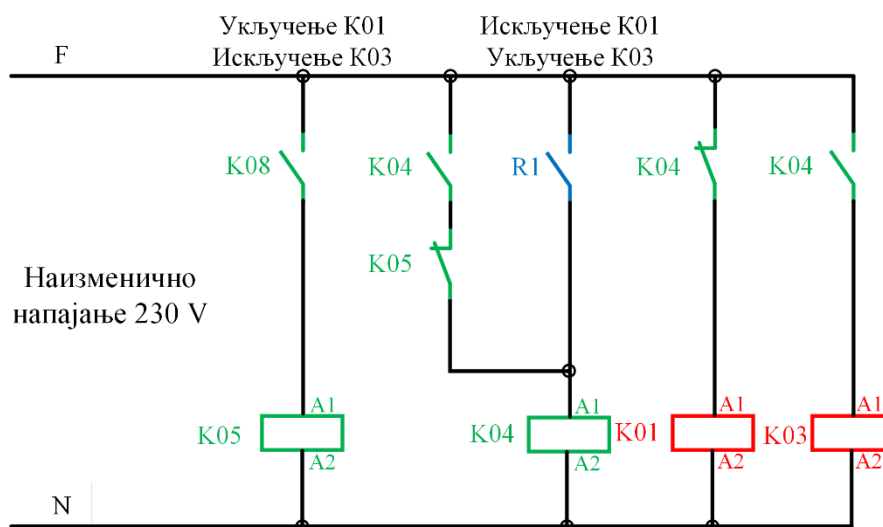 Укључење К01
Искључење К03
Искључење К01
Укључење К03
F
K08
K04
R1
K04
K04
K05
Наизменично
напајање 230 V
A1
K05
A2
A1
K04
A2
A1
K01
A2
A1
K03
A2
N